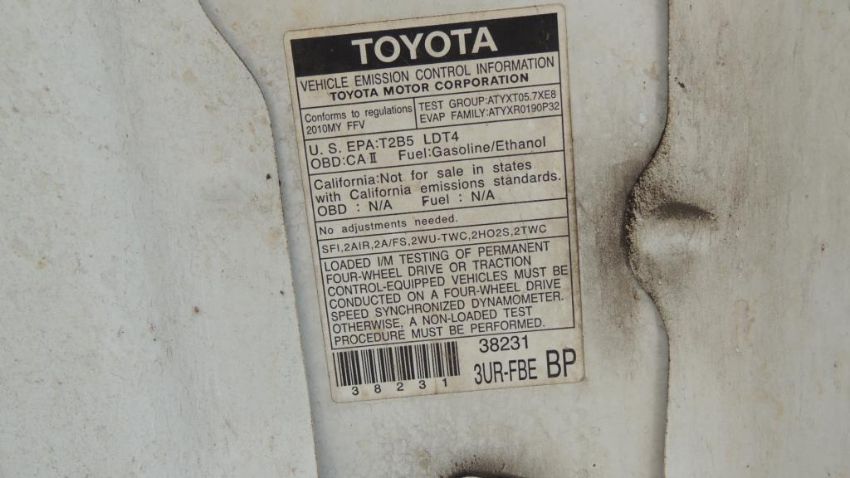 TOYOTA
VEHICLE EMISSION CONTROL INFORMATION
TOYOTA MOTOR CORPORATION
Conforms to regulations
2010MY FFV
TEST GROUP:ATYXT05.7XE8
EVAP FAMILY:ATYXR0190P32
U. S. EPA:T2B5 LDT4
OBD:CAⅡ Fuel:Gasoline/Ethanol
California:Not for sale in states
with California emissions standards.
OBD : N/A Fuel : N/A
No adjustments needed.
SFI,2AIR,2A/FS,2WU-TWC,2HO2S,2TWC
LOADED I/M TESTING OF PERMANENT
FOUR-WHEEL DRIVE OR TRACTION
CONTROL-EQUIPPED VEHICLES MUST BE
CONDUCTED ON A FOUR-WHEEL DRIVE
SPEED SYNCHRONIZED DYNAMOMETER.
OTHERWISE, A NON-LOADED TEST
PROCEDURE MUST BE PERFORMED.
38231
38231
3UR-FBE BP